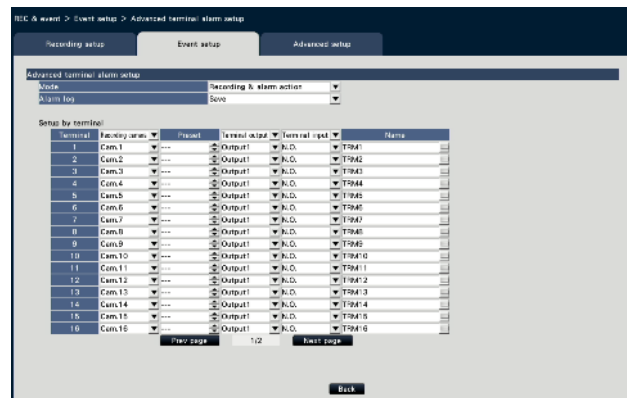 REC & event > Event setup > Advanced terminal alarm setup
Recording setup Event setup Advanced setup
Advanced terminal alarm setup
Mode Recording & alarm action
Alarm log Save
Setup by terminal
Terminal Recording camera Preset Terminal output Terminal input Name
1 Cam.1 --- Output1 N.O. TRM1
2 Cam.2 --- Output1 N.O. TRM2
3 Cam.3 --- Output1 N.O. TRM3
4 Cam.4 --- Output1 N.O. TRM4
5 Cam.5 --- Output1 N.O. TRM5
6 Cam.6 --- Output1 N.O. TRM6
7 Cam.7 --- Output1 N.O. TRM7
8 Cam.8 --- Output1 N.O. TRM8
9 Cam.9 --- Output1 N.O. TRM9
10 Cam.10 --- Output1 N.O. TRM10
11 Cam.11 --- Output1 N.O. TRM11
12 Cam.12 --- Output1 N.O. TRM12
13 Cam.13 --- Output1 N.O. TRM13
14 Cam.14 --- Output1 N.O. TRM14
15 Cam.15 --- Output1 N.O. TRM15
16 Cam.16 --- Output1 N.O. TRM16
Prev page 1/2 Next page
Back